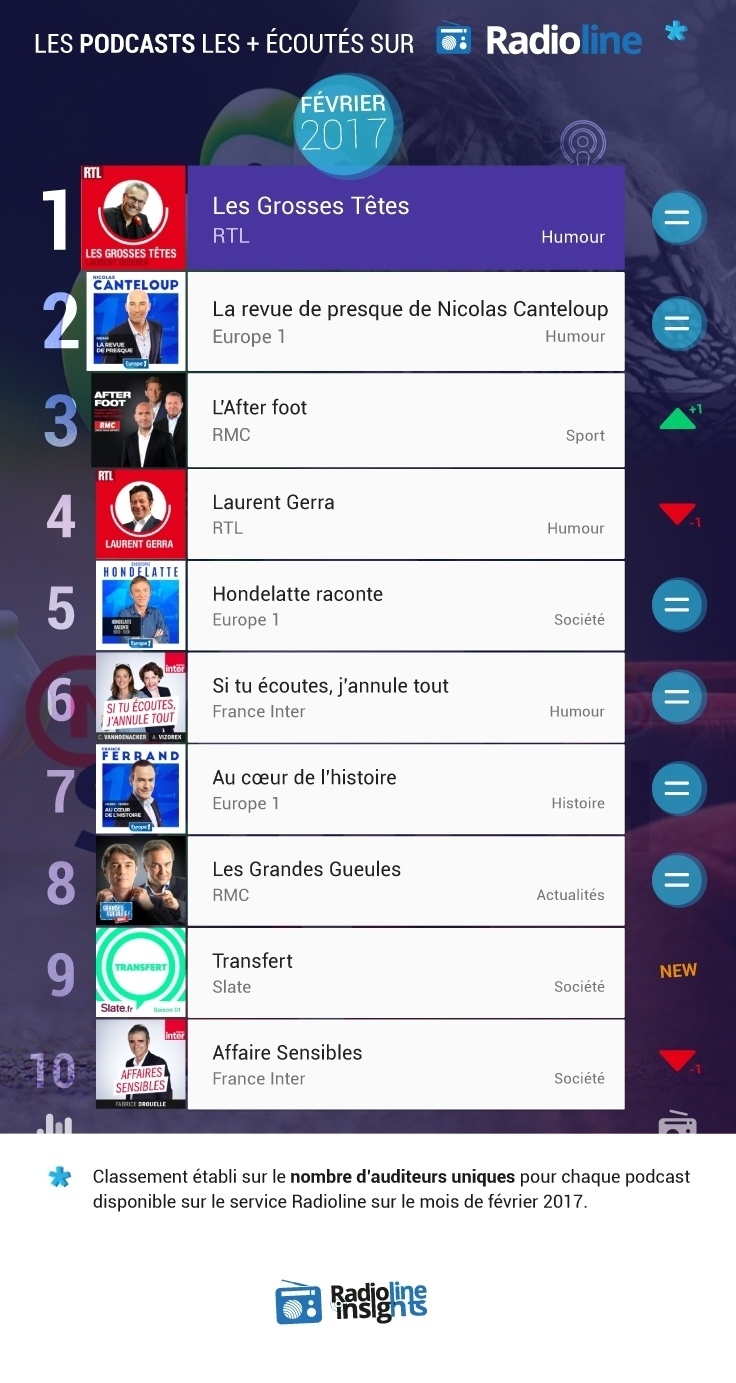 LES PODCASTS LES + ÉCOUTÉS SUR Radioline *
FÉVRIER
2017
1
RTL
LES GROSSES TÊTES
Les Grosses Têtes
RTL
Humour
=
2
NICOLAS
CANTELOUP
LA REVUE
DE PRESQUE
Europe 1
La revue de presque de Nicolas Canteloup
Europe 1
Humour
=
3
AFTER
FOOT
RMC
L'After foot
RMC
Sport
+1
4
RTL
LAURENT GERRA
Laurent Gerra
RTL
Humour
-1
5
HONDELATTE
HONDELATTE
RACONTE
Europe 1
Hondelatte raconte
Europe 1
Société
=
6
inter
SI TU ÉCOUTES,
J'ANNULE TOUT
C. VANHOENACKER A. VIZOREK
Si tu écoutes, j'annule tout
France Inter
Humour
=
7
FRANCK
FERRAND
AU CŒUR
DE L'HISTOIRE
Europe 1
Au cœur de l'histoire
Europe 1
Histoire
=
8
GRANDES
GUEULES!
RMC
Les Grandes Gueules
RMC
Actualités
=
9
TRANSFERT
Slate.fr
Saison 01
Transfert
Slate
Société
NEW
10
inter
AFFAIRES
SENSIBLES
FABRICE DROUELLE
Affaire Sensibles
France Inter
Société
-1
* Classement établi sur le nombre d'auditeurs uniques pour chaque podcast
disponible sur le service Radioline sur le mois de février 2017.
Radioline
insights